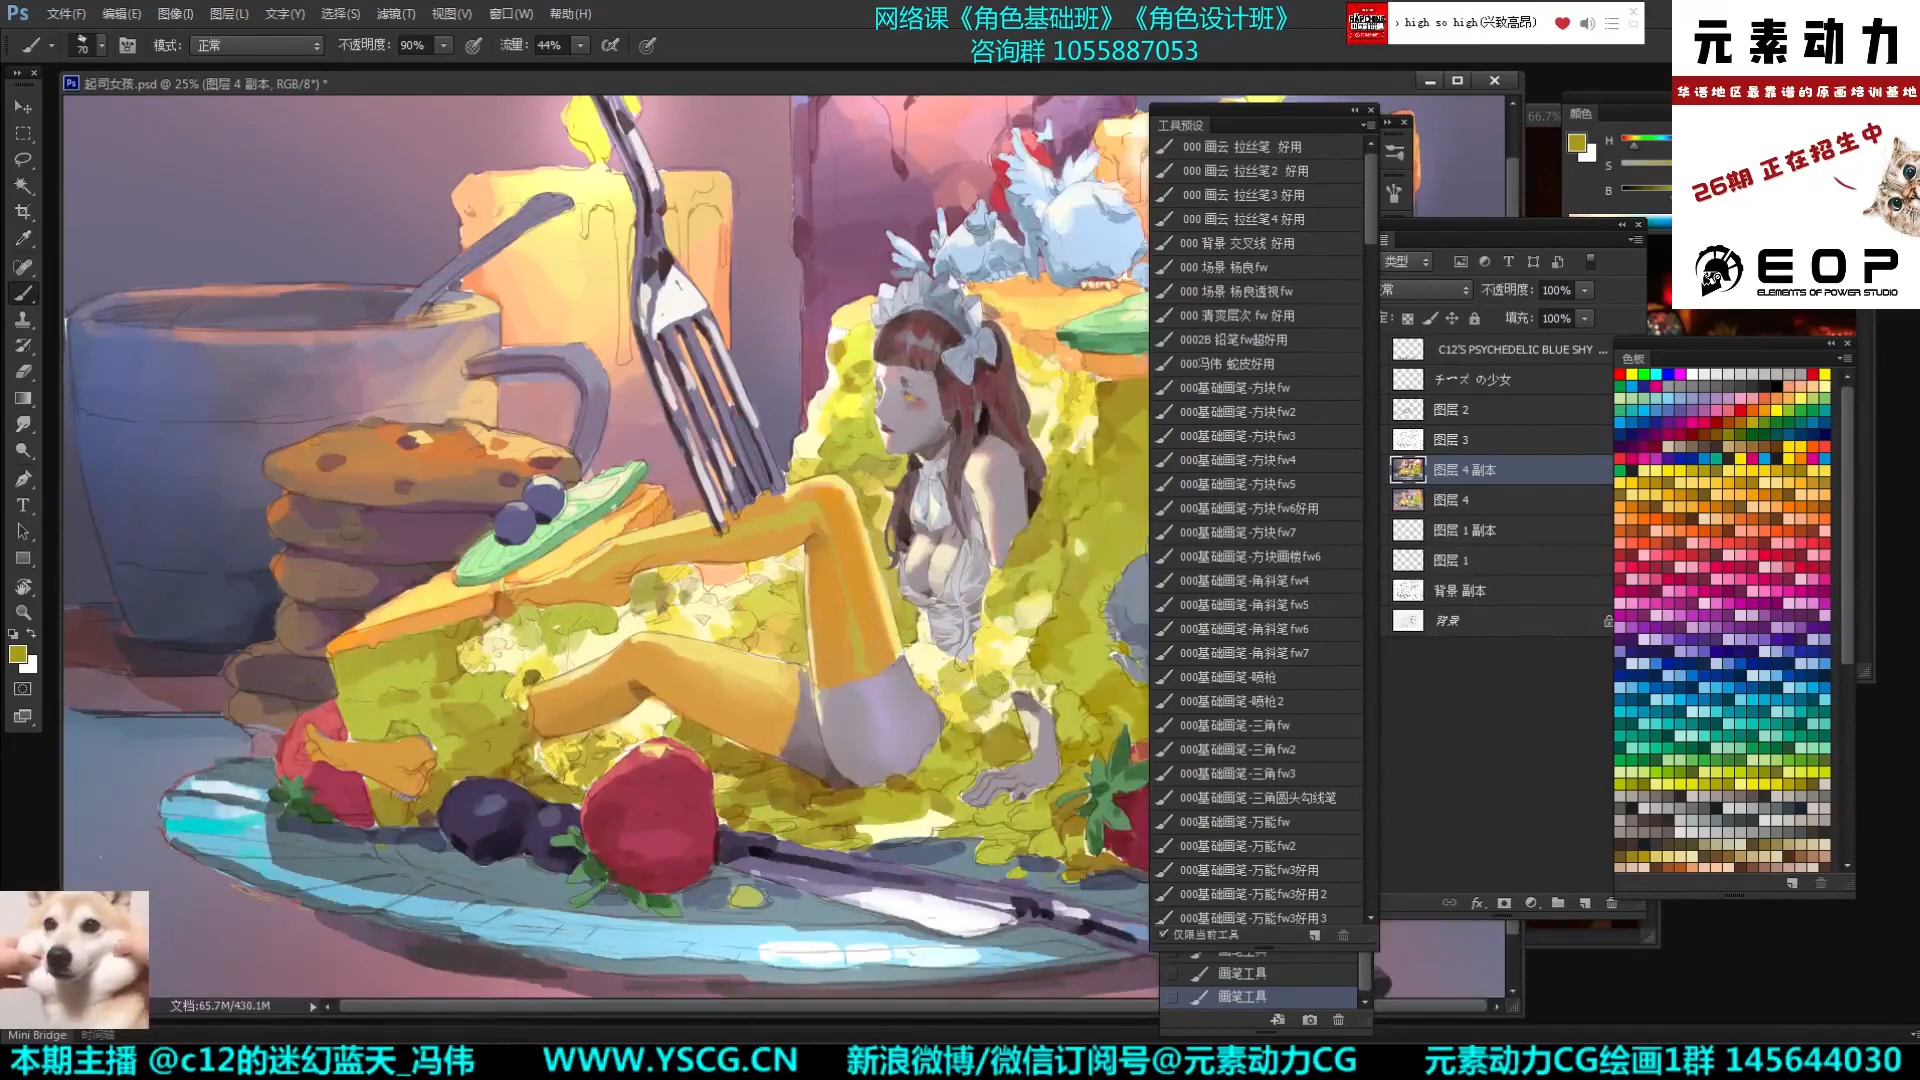 Ps 文件(F) 编辑(E) 图像(I) 图层(L) 文字(Y) 选择(S) 滤镜(T) 视图(V) 窗口(W) 帮助(H)
网络课《角色基础班》《角色设计班》
咨询群 1055887053
high so high(兴致高昂)
70 模式: 正常 不透明度: 90% 流量: 44%
元素动力
华语地区最靠谱的原画培训基地
26期 正在招生中
EOP
ELEMENTS OF POWER STUDIO
起司女孩.psd @ 25% (图层 4 副本, RGB/8*) *
66.7%
颜色
H
S
B
工具预设
000 画云 拉丝笔 好用
000 画云 拉丝笔2 好用
000 画云 拉丝笔3 好用
000 画云 拉丝笔4 好用
000 背景 交叉线 好用
000 场景 杨良fw
000 场景 杨良透视fw
000 清爽层次 fw 好用
0002B 铅笔fw超好用
000冯伟 蛇皮好用
000基础画笔-方块fw
000基础画笔-方块fw2
000基础画笔-方块fw3
000基础画笔-方块fw4
000基础画笔-方块fw5
000基础画笔-方块fw6好用
000基础画笔-方块fw7
000基础画笔-方块画楷fw6
000基础画笔-角斜笔fw4
000基础画笔-角斜笔fw5
000基础画笔-角斜笔fw6
000基础画笔-角斜笔fw7
000基础画笔-喷枪
000基础画笔-喷枪2
000基础画笔-三角fw
000基础画笔-三角fw2
000基础画笔-三角fw3
000基础画笔-三角圆头勾线笔
000基础画笔-万能fw
000基础画笔-万能fw2
000基础画笔-万能fw3好用
000基础画笔-万能fw3好用2
000基础画笔-万能fw3好用3
仅限当前工具
画笔工具
画笔工具
画笔工具
类型
常 不透明度: 100%
填充: 100%
C12'S PSYCHEDELIC BLUE SHY ...
チーズ の少女
图层 2
图层 3
图层 4 副本
图层 4
图层 1 副本
图层 1
背景 副本
背景
fx
色板
文档:65.7M/430.1M
Mini Bridge 时间轴
本期主播 @c12的迷幻蓝天_冯伟 WWW.YSCG.CN 新浪微博/微信订阅号@元素动力CG 元素动力CG绘画1群 145644030